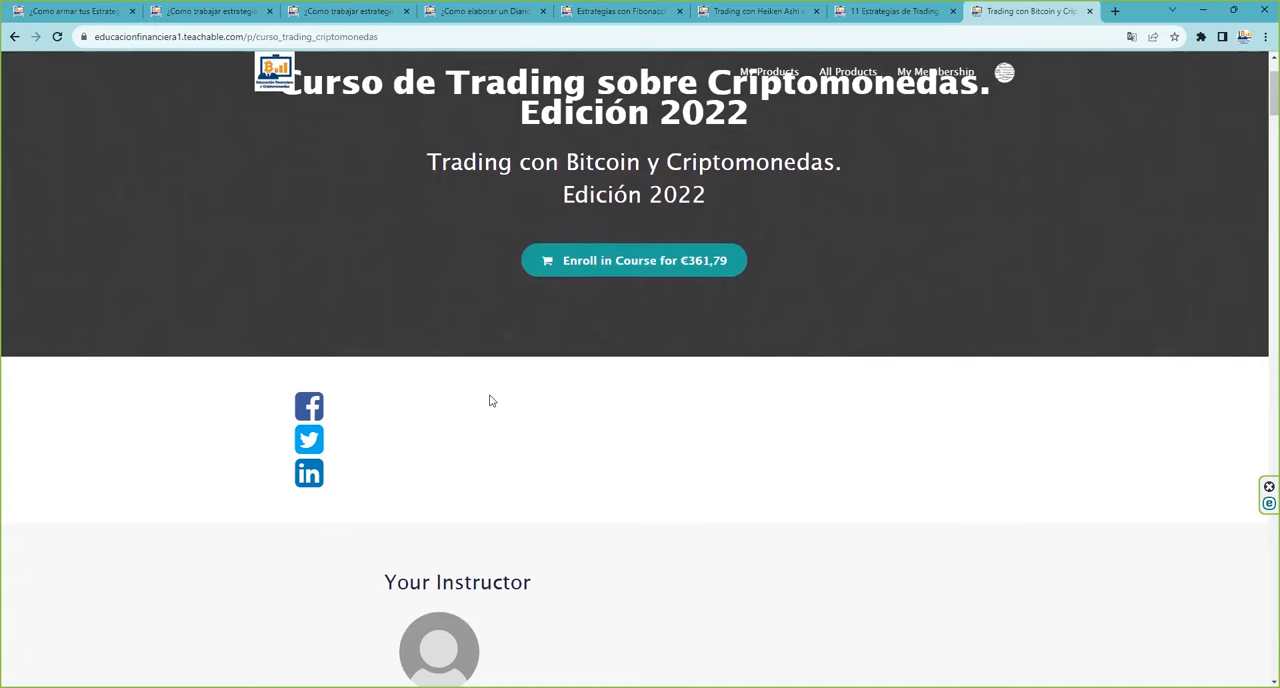 ¿Como armar tus Estrateg
¿Como trabajar estrategia
¿Como trabajar estrategia
¿Como elaborar un Diario
Estrategias con Fibonacci
Trading con Heiken Ashi e
11 Estrategias de Trading
Trading con Bitcoin y Crip
educacionfinanciera1.teachable.com/p/curso_trading_criptomonedas
My Products
All Products
My Membership
Curso de Trading sobre Criptomonedas.
Edición 2022
Trading con Bitcoin y Criptomonedas.
Edición 2022
Enroll in Course for €361,79
Your Instructor